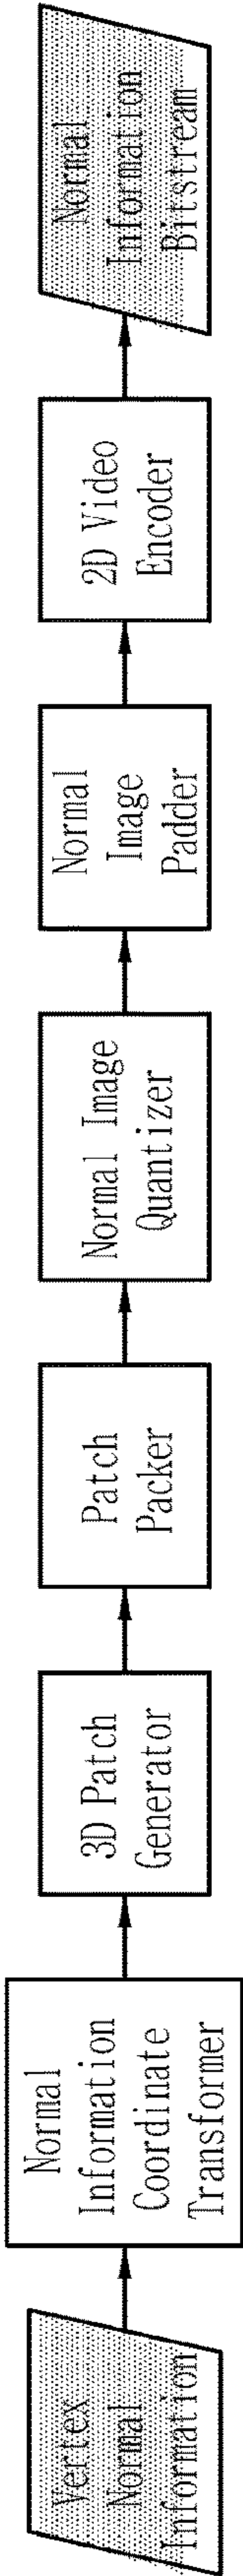 Vertex
Normal
Information
Normal
Information
Coordinate
Transformer
3D Patch
Generator
Patch
Packer
Normal Image
Quantizer
Normal
Image
Padder
2D Video
Encoder
Normal
Information
Bitstream